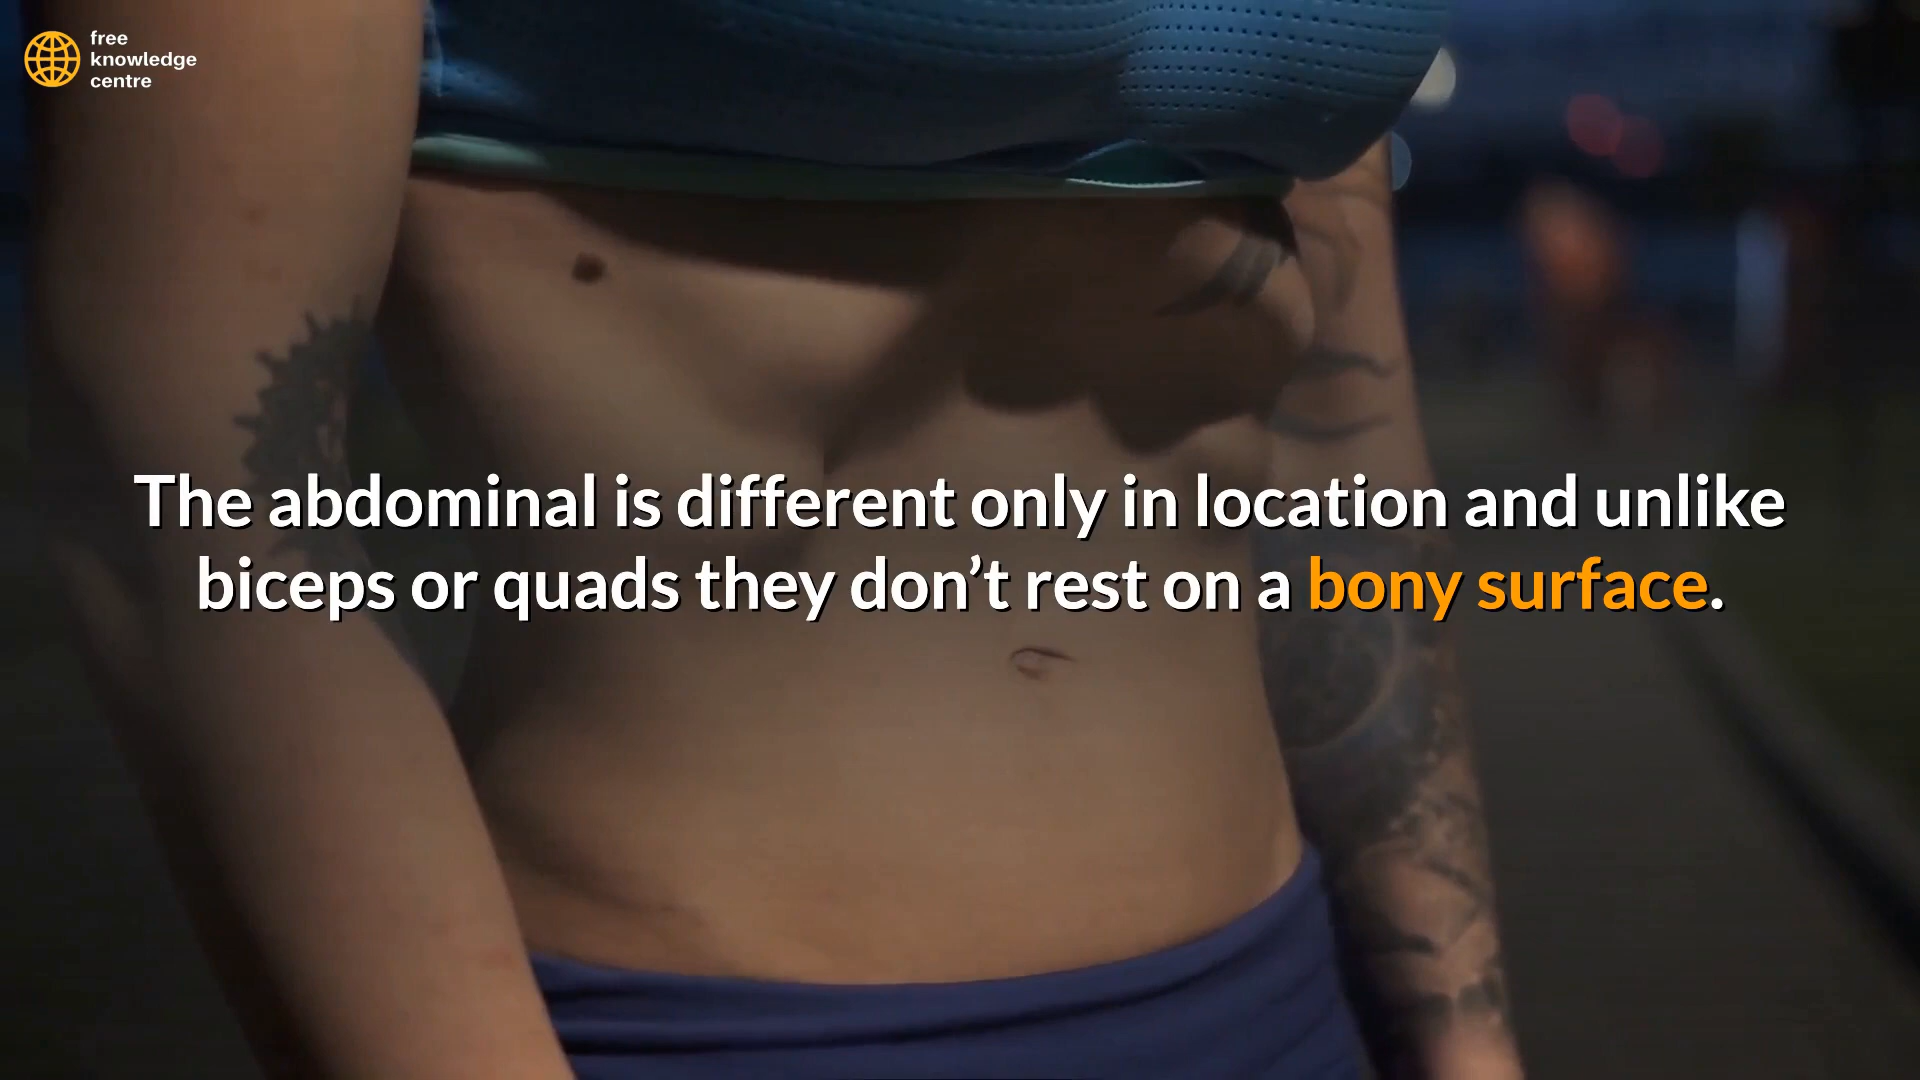 free
knowledge
centre
The abdominal is different only in location and unlike
biceps or quads they don’t rest on a bony surface.